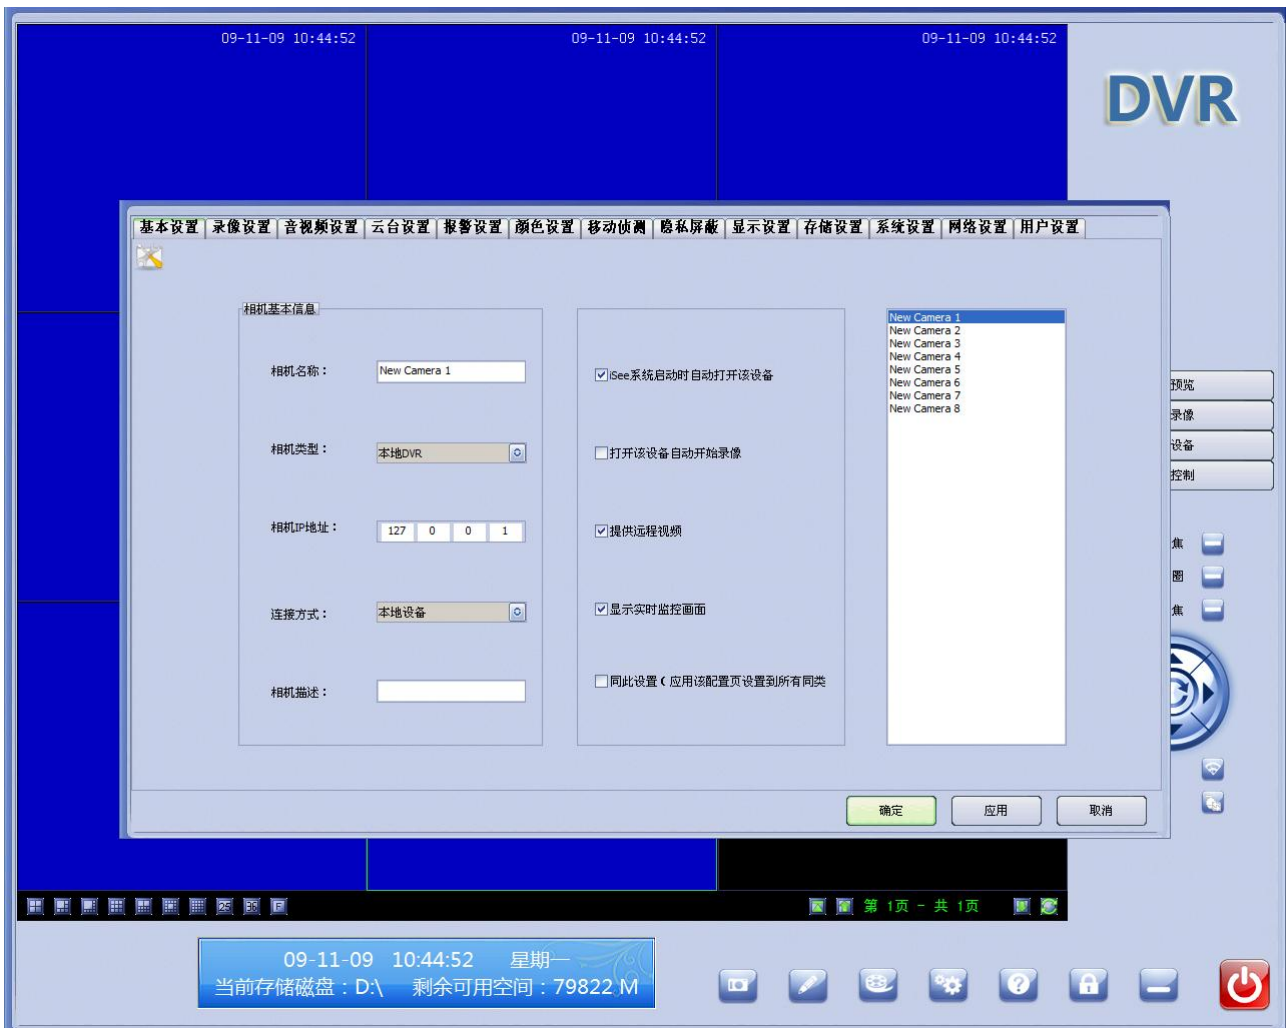 09-11-09 10:44:52
09-11-09 10:44:52
09-11-09 10:44:52
DVR
基本设置 录像设置 音视频设置 云台设置 报警设置 颜色设置 移动侦测 隐私屏蔽 显示设置 存储设置 系统设置 网络设置 用户设置
相机基本信息
相机名称： New Camera 1
相机类型： 本地DVR
相机IP地址： 127 0 0 1
连接方式： 本地设备
相机描述：
iSee系统启动时自动打开该设备
打开该设备自动开始录像
提供远程视频
显示实时监控画面
同此设置（应用该配置页设置到所有同类
New Camera 1
New Camera 2
New Camera 3
New Camera 4
New Camera 5
New Camera 6
New Camera 7
New Camera 8
预览
录像
设备
控制
焦
圈
焦
确定 应用 取消
25 36 F
第 1页 - 共 1页
09-11-09 10:44:52 星期一
当前存储磁盘：D:\ 剩余可用空间：79822 M